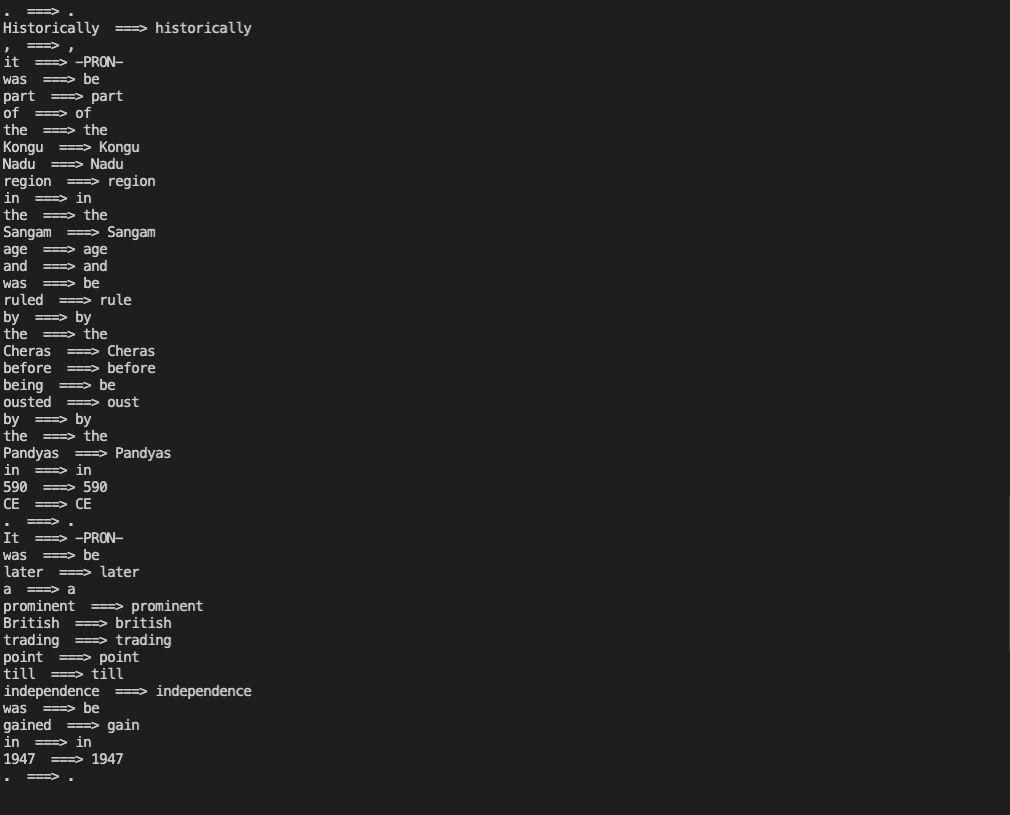 .  ===> .
Historically  ===> historically
,  ===> ,
it  ===> -PRON-
was  ===> be
part  ===> part
of  ===> of
the  ===> the
Kongu  ===> Kongu
Nadu  ===> Nadu
region  ===> region
in  ===> in
the  ===> the
Sangam  ===> Sangam
age  ===> age
and  ===> and
was  ===> be
ruled  ===> rule
by  ===> by
the  ===> the
Cheras  ===> Cheras
before  ===> before
being  ===> be
ousted  ===> oust
by  ===> by
the  ===> the
Pandyas  ===> Pandyas
in  ===> in
590  ===> 590
CE  ===> CE
.  ===> .
It  ===> -PRON-
was  ===> be
later  ===> later
a  ===> a
prominent  ===> prominent
British  ===> british
trading  ===> trading
point  ===> point
till  ===> till
independence  ===> independence
was  ===> be
gained  ===> gain
in  ===> in
1947  ===> 1947
.  ===> .